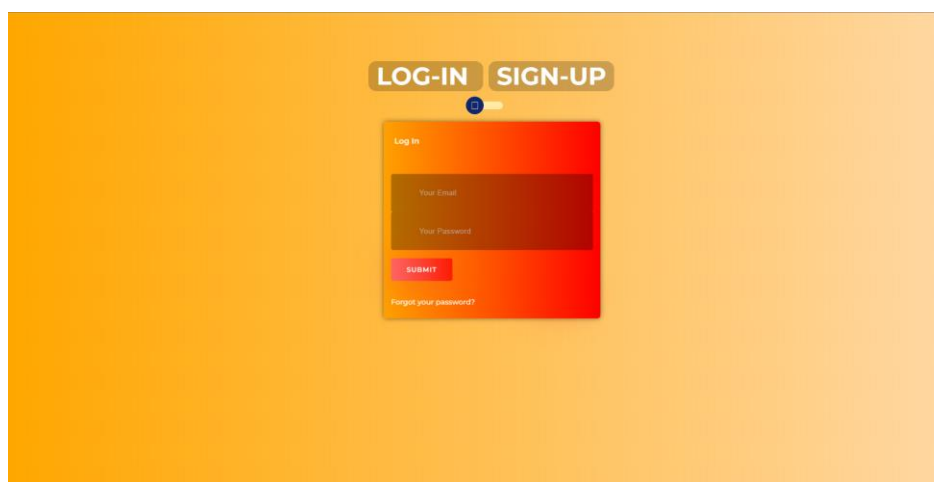 LOG-IN SIGN-UP
Log In
Your Email
Your Password
SUBMIT
Forgot your password?